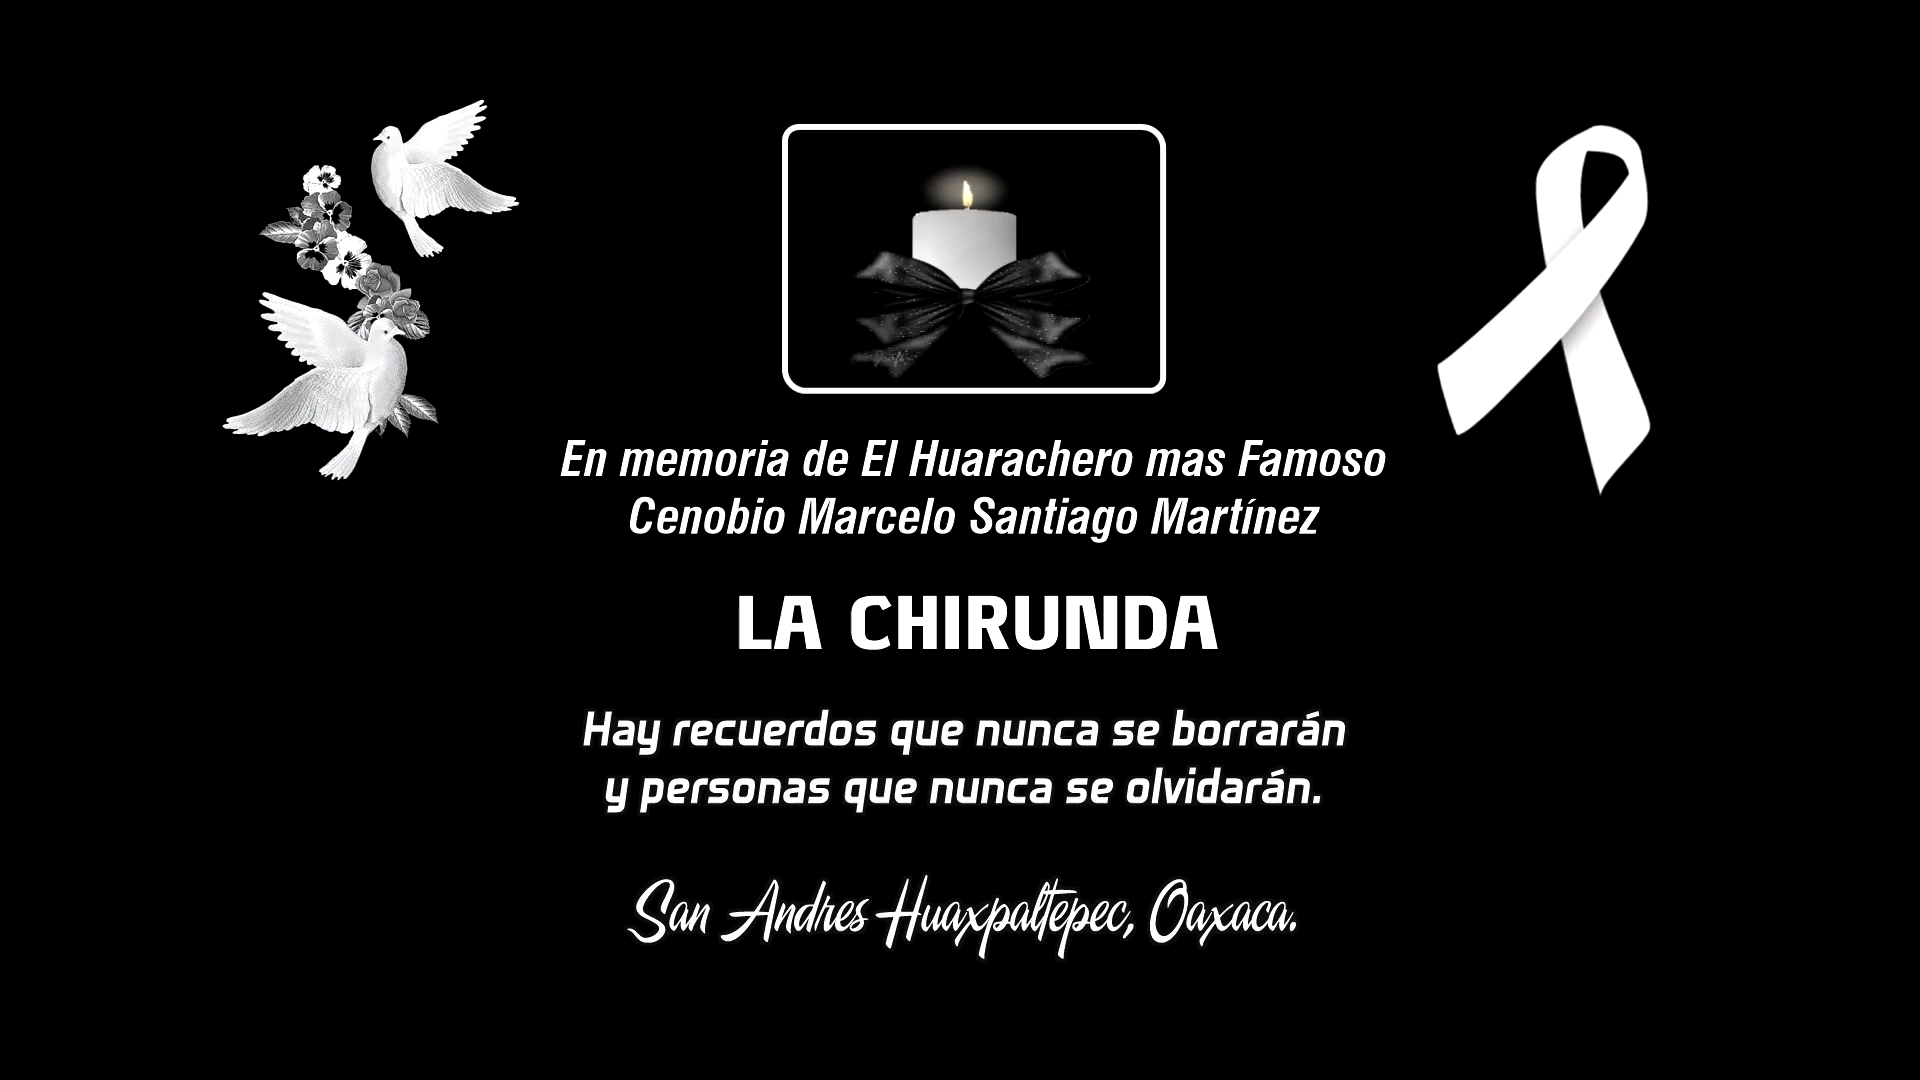 En memoria de El Huarachero mas Famoso
Cenobio Marcelo Santiago Martínez
LA CHIRUNDA
Hay recuerdos que nunca se borrarán
y personas que nunca se olvidarán.
San Andres Huaxpaltepec, Oaxaca.